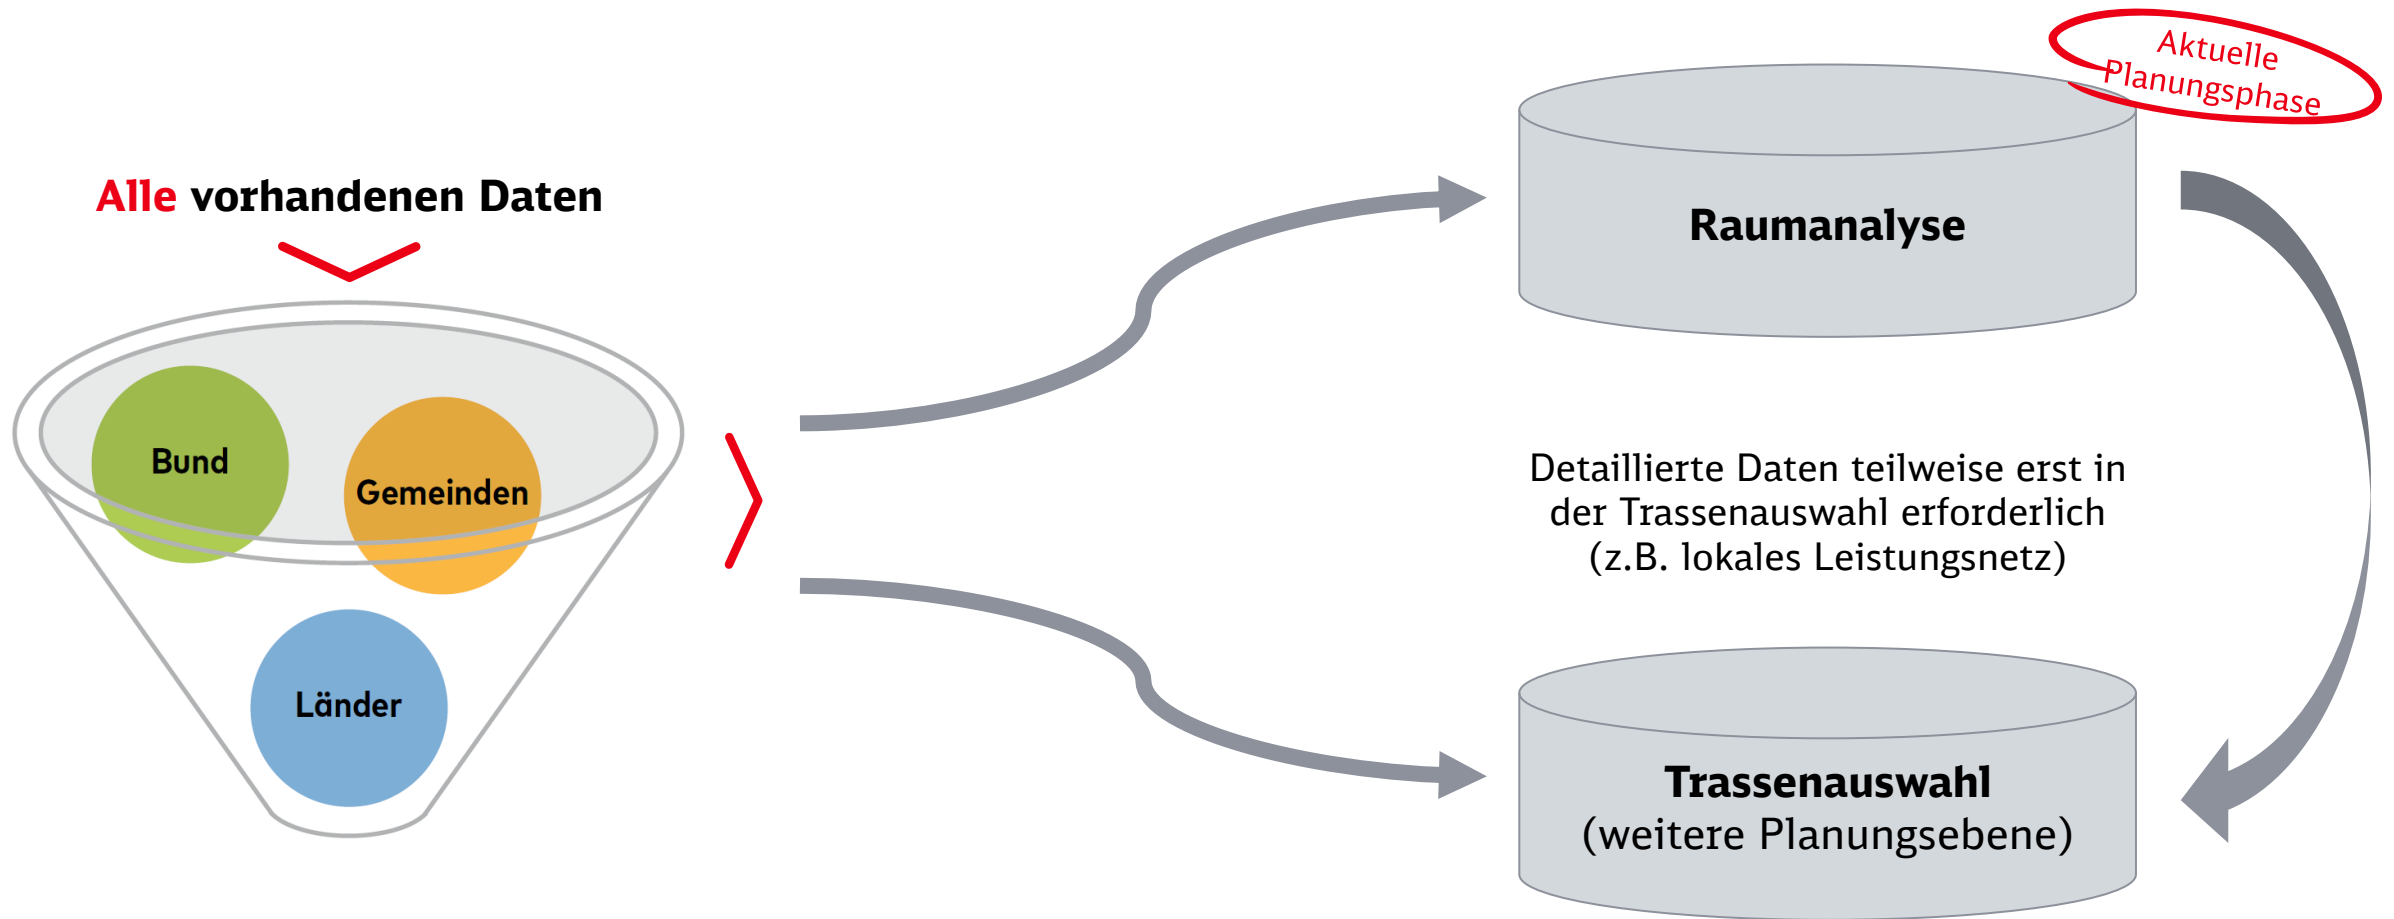 Alle vorhandenen Daten
Bund
Gemeinden
Länder
Aktuelle
Planungsphase
Raumanalyse
Detaillierte Daten teilweise erst in
der Trassenauswahl erforderlich
(z.B. lokales Leistungsnetz)
Trassenauswahl
(weitere Planungsebene)